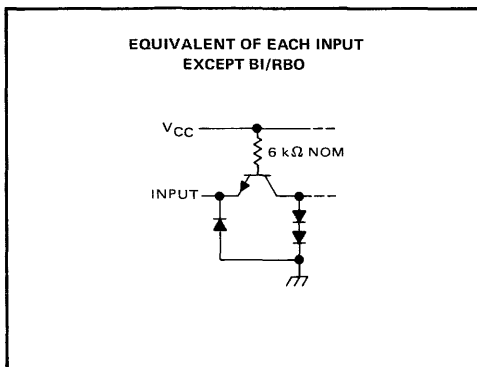 EQUIVALENT OF EACH INPUT
EXCEPT BI/RBO
VCC
6 kΩ NOM
INPUT